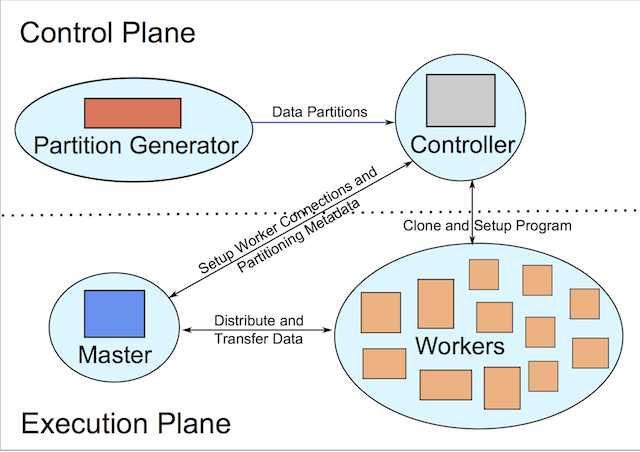 Control Plane
Partition Generator
Data Partitions
Controller
Setup Worker Connections and
Partitioning Metadata
Clone and Setup Program
Master
Distribute and
Transfer Data
Workers
Execution Plane